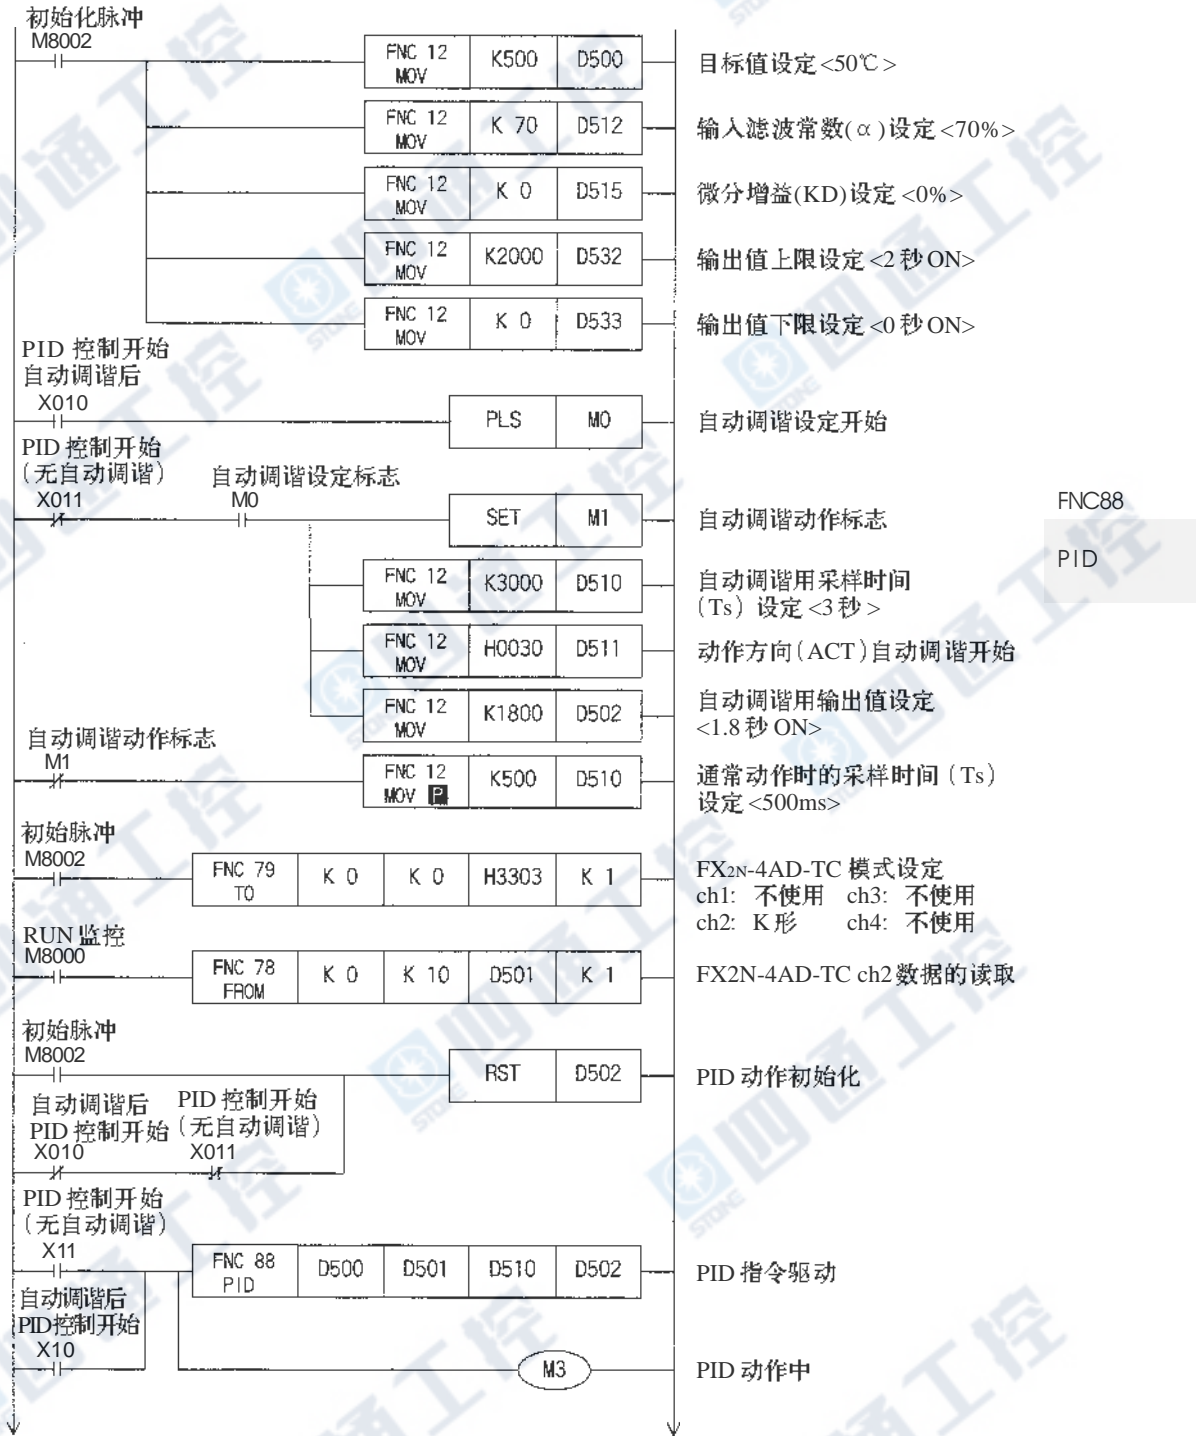 初始化脉冲
M8002
FNC 12 MOV K500 D500 目标值设定<50℃>
FNC 12 MOV K 70 D512 输入滤波常数(α)设定<70%>
FNC 12 MOV K 0 D515 微分增益(KD)设定<0%>
FNC 12 MOV K2000 D532 输出值上限设定<2秒ON>
FNC 12 MOV K 0 D533 输出值下限设定<0秒ON>
PID 控制开始
自动调谐后
X010
PLS M0 自动调谐设定开始
PID 控制开始
(无自动调谐) 自动调谐设定标志
X011 M0
SET M1 自动调谐动作标志
FNC88
PID
FNC 12 MOV K3000 D510 自动调谐用采样时间
(Ts) 设定<3秒>
FNC 12 MOV H0030 D511 动作方向(ACT)自动调谐开始
FNC 12 MOV K1800 D502 自动调谐用输出值设定
<1.8秒ON>
自动调谐动作标志
M1
FNC 12 MOV P K500 D510 通常动作时的采样时间(Ts)
设定<500ms>
初始脉冲
M8002
FNC 79 TO K 0 K 0 H3303 K 1 FX2N-4AD-TC 模式设定
ch1: 不使用 ch3: 不使用
ch2: K形 ch4: 不使用
RUN监控
M8000
FNC 78 FROM K 0 K 10 D501 K 1 FX2N-4AD-TC ch2数据的读取
初始脉冲
M8002
RST D502 PID 动作初始化
自动调谐后
PID 控制开始
X010
PID 控制开始
(无自动调谐)
X011
PID 控制开始
(无自动调谐)
X11
FNC 88 PID D500 D501 D510 D502 PID 指令驱动
自动调谐后
PID控制开始
X10
M3 PID 动作中
四通工控
STONE